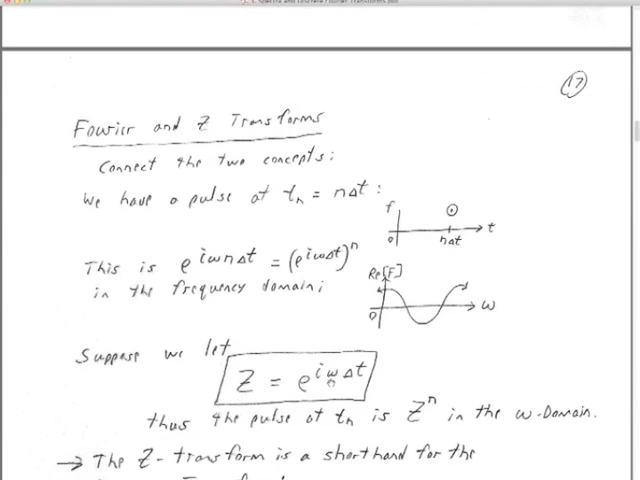 17
Fourier and Z Transforms
Connect the two concepts:
We have a pulse at tₙ = nΔt:
f
0
nΔt
t
This is e^{iωnΔt} = (e^{iωΔt})^n
in the frequency domain;
Re[F]
0
ω
Suppose we let
Z = e^{iωΔt}
thus the pulse at tₙ is Zⁿ in the ω-Domain.
→ The Z-transform is a shorthand for the